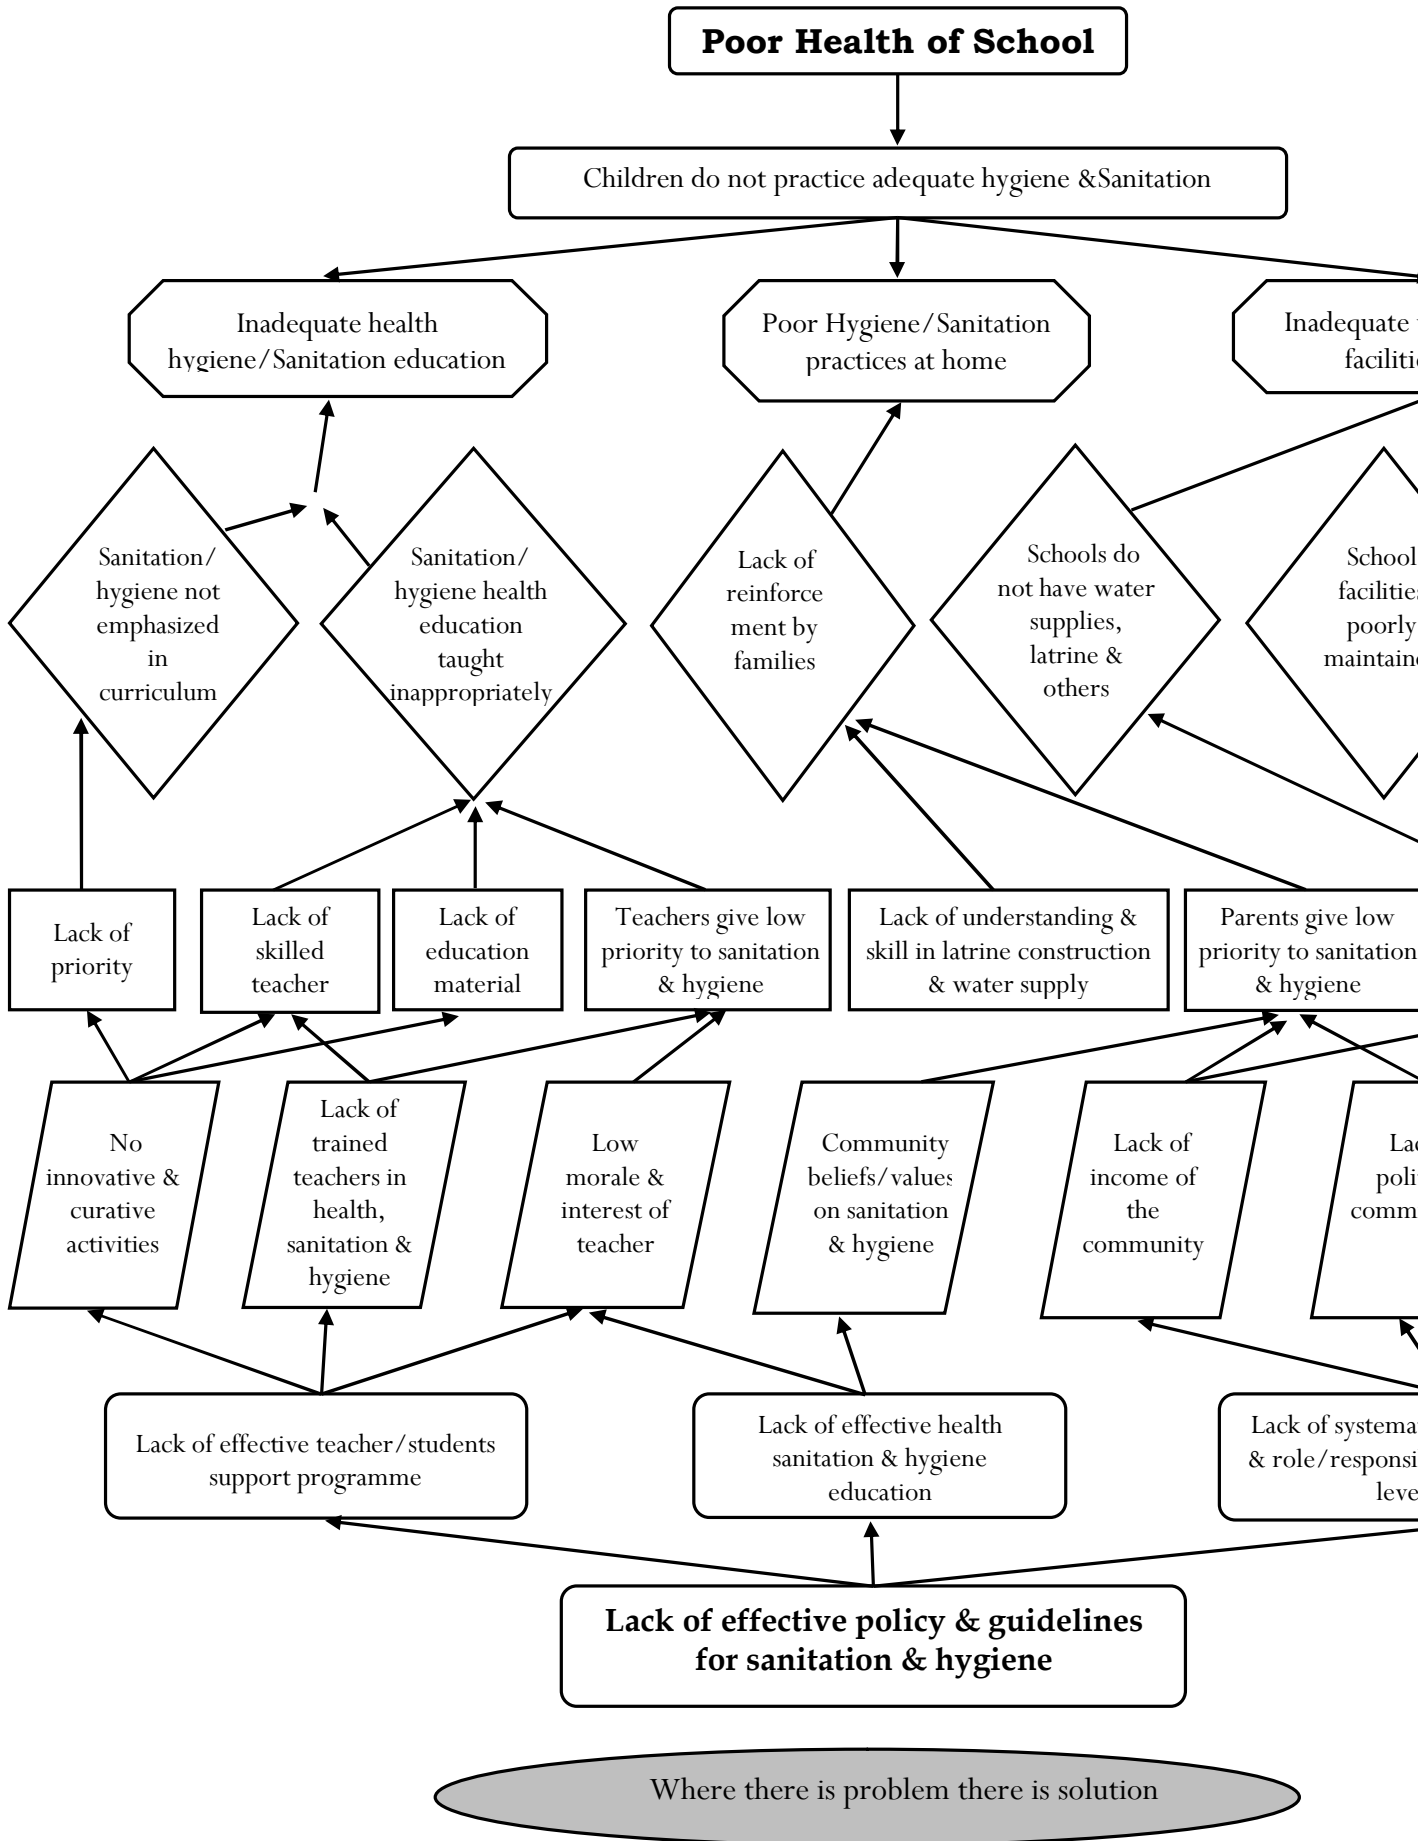 Poor Health of School
Children do not practice adequate hygiene &Sanitation
Inadequate health
hygiene/Sanitation education
Poor Hygiene/Sanitation
practices at home
Inadequate
Sanitation/
hygiene not
emphasized
in
curriculum
Sanitation/
hygiene health
education
taught
inappropriately
Lack of
reinforce
ment by
families
Schools do
not have water
supplies,
latrine &
others
School
facilities
poorly
Lack of
priority
Lack of
skilled
teacher
Lack of
education
material
Teachers give low
priority to sanitation
& hygiene
Lack of understanding &
skill in latrine construction
& water supply
Parents give low
priority to sanitation
& hygiene
No
innovative &
curative
activities
Lack of
trained
teachers in
health,
sanitation &
hygiene
Low
morale &
interest of
teacher
Community
beliefs/values
on sanitation
& hygiene
Lack of
income of
the
community
Lack of effective teacher/students
support programme
Lack of effective health
sanitation & hygiene
education
Lack of
& 
Lack of effective policy & guidelines
for sanitation & hygiene
Where there is problem there is solution